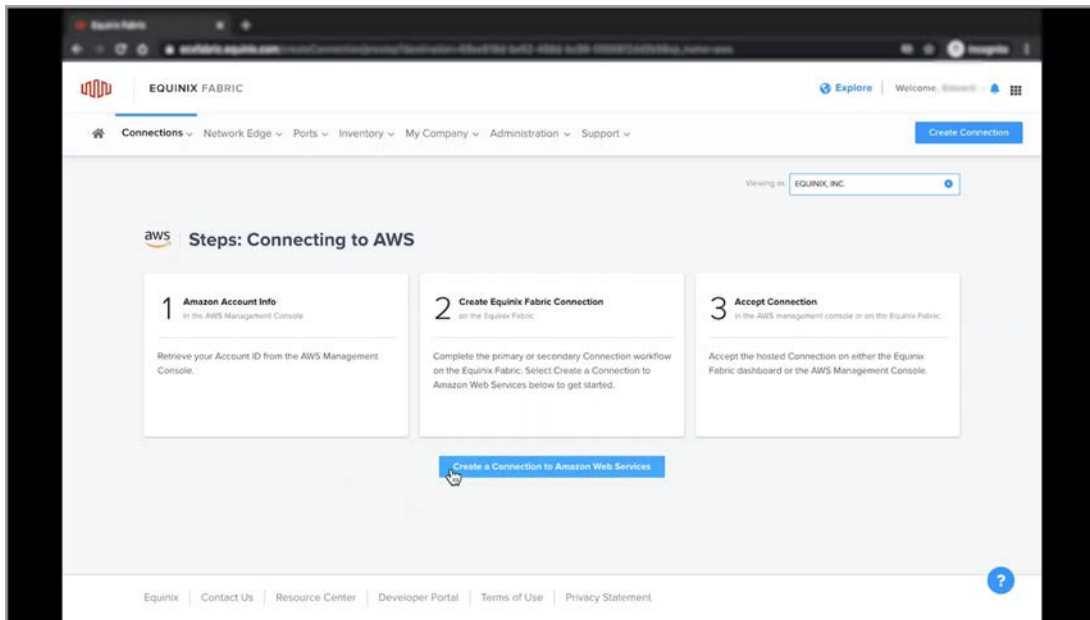 Equinix Fabric
Incognito
EQUINIX FABRIC
Explore
Welcome,
Connections
Network Edge
Ports
Inventory
My Company
Administration
Support
Create Connection
Viewing as:
EQUINIX, INC.
aws
Steps: Connecting to AWS
1
Amazon Account Info
in the AWS Management Console
Retrieve your Account ID from the AWS Management
Console.
2
Create Equinix Fabric Connection
on the Equinix Fabric
Complete the primary or secondary Connection workflow
on the Equinix Fabric. Select Create a Connection to
Amazon Web Services below to get started.
3
Accept Connection
in the AWS management console or on the Equinix Fabric.
Accept the hosted Connection on either the Equinix
Fabric dashboard or the AWS Management Console.
Create a Connection to Amazon Web Services
?
Equinix
Contact Us
Resource Center
Developer Portal
Terms of Use
Privacy Statement